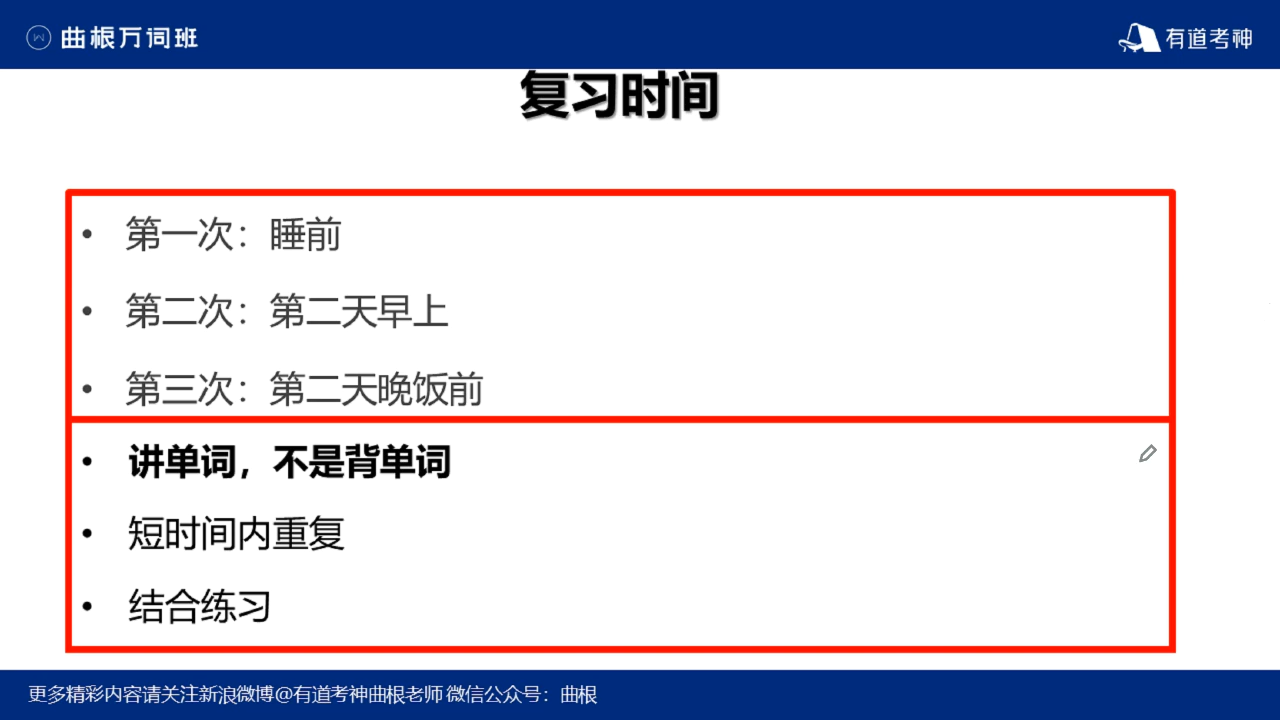 曲根万词班
有道考神
复习时间
• 第一次：睡前
• 第二次：第二天早上
• 第三次：第二天晚饭前
• 讲单词，不是背单词
• 短时间内重复
• 结合练习
更多精彩内容请关注新浪微博@有道考神曲根老师 微信公众号：曲根